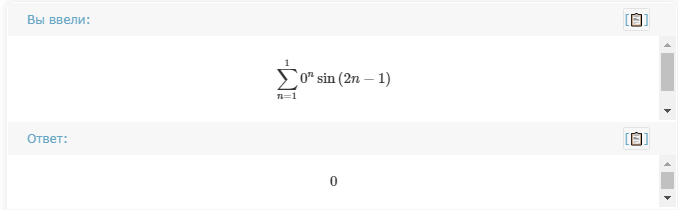 Вы ввели:
∑_{n=1}^{1} 0^n sin (2n − 1)
Ответ:
0